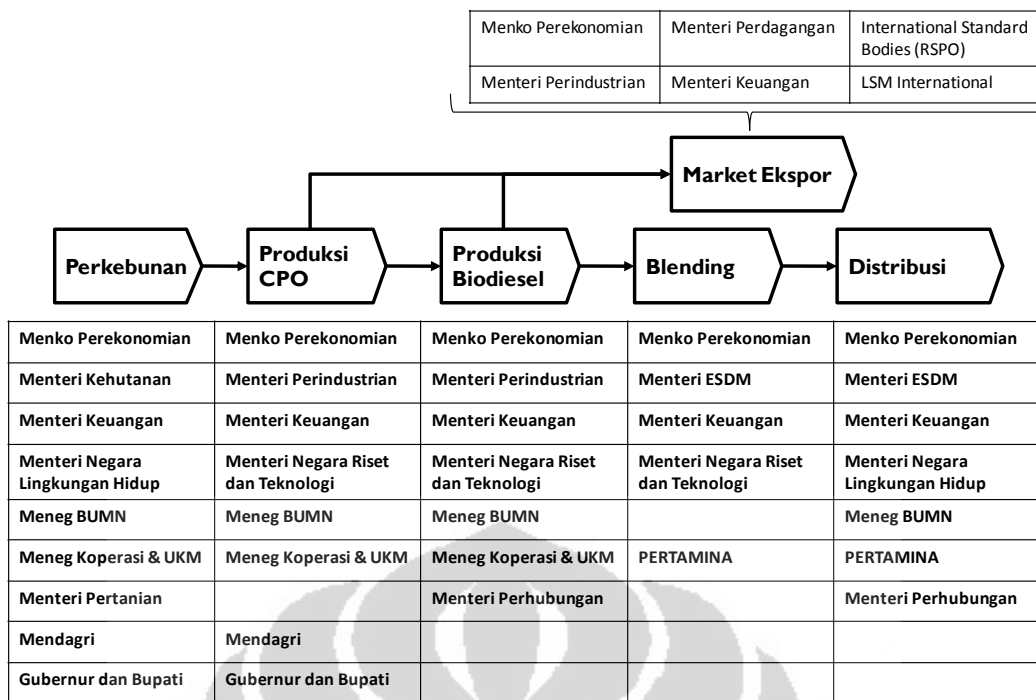 Menko Perekonomian Menteri Perdagangan International Standard
Bodies (RSPO)
Menteri Perindustrian Menteri Keuangan LSM International
Market Ekspor
Perkebunan Produksi CPO Produksi Biodiesel Blending Distribusi
Menko Perekonomian Menko Perekonomian Menko Perekonomian Menko Perekonomian Menko Perekonomian
Menteri Kehutanan Menteri Perindustrian Menteri Perindustrian Menteri ESDM Menteri ESDM
Menteri Keuangan Menteri Keuangan Menteri Keuangan Menteri Keuangan Menteri Keuangan
Menteri Negara Menteri Negara Riset Menteri Negara Riset Menteri Negara Riset Menteri Negara
Lingkungan Hidup dan Teknologi dan Teknologi dan Teknologi Lingkungan Hidup
Meneg BUMN Meneg BUMN Meneg BUMN Meneg BUMN
Meneg Koperasi & UKM Meneg Koperasi & UKM Meneg Koperasi & UKM PERTAMINA PERTAMINA
Menteri Pertanian Menteri Perhubungan Menteri Perhubungan
Mendagri Mendagri
Gubernur dan Bupati Gubernur dan Bupati